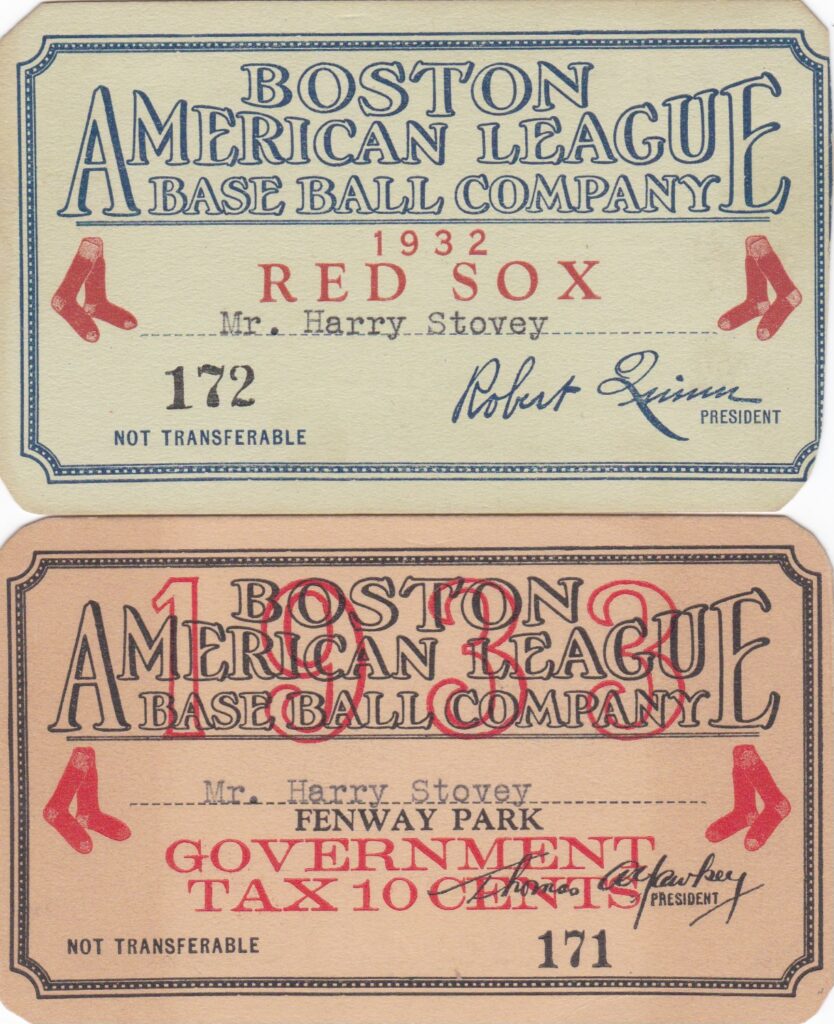 BOSTON
AMERICAN LEAGUE
BASE BALL COMPANY
1932
RED SOX
Mr. Harry Stovey
172
Robert Quinn
PRESIDENT
NOT TRANSFERABLE
1933
BOSTON
AMERICAN LEAGUE
BASE BALL COMPANY
Mr. Harry Stovey
FENWAY PARK
GOVERNMENT
TAX 10 CENTS
Thomas A Yawkey
PRESIDENT
NOT TRANSFERABLE
171